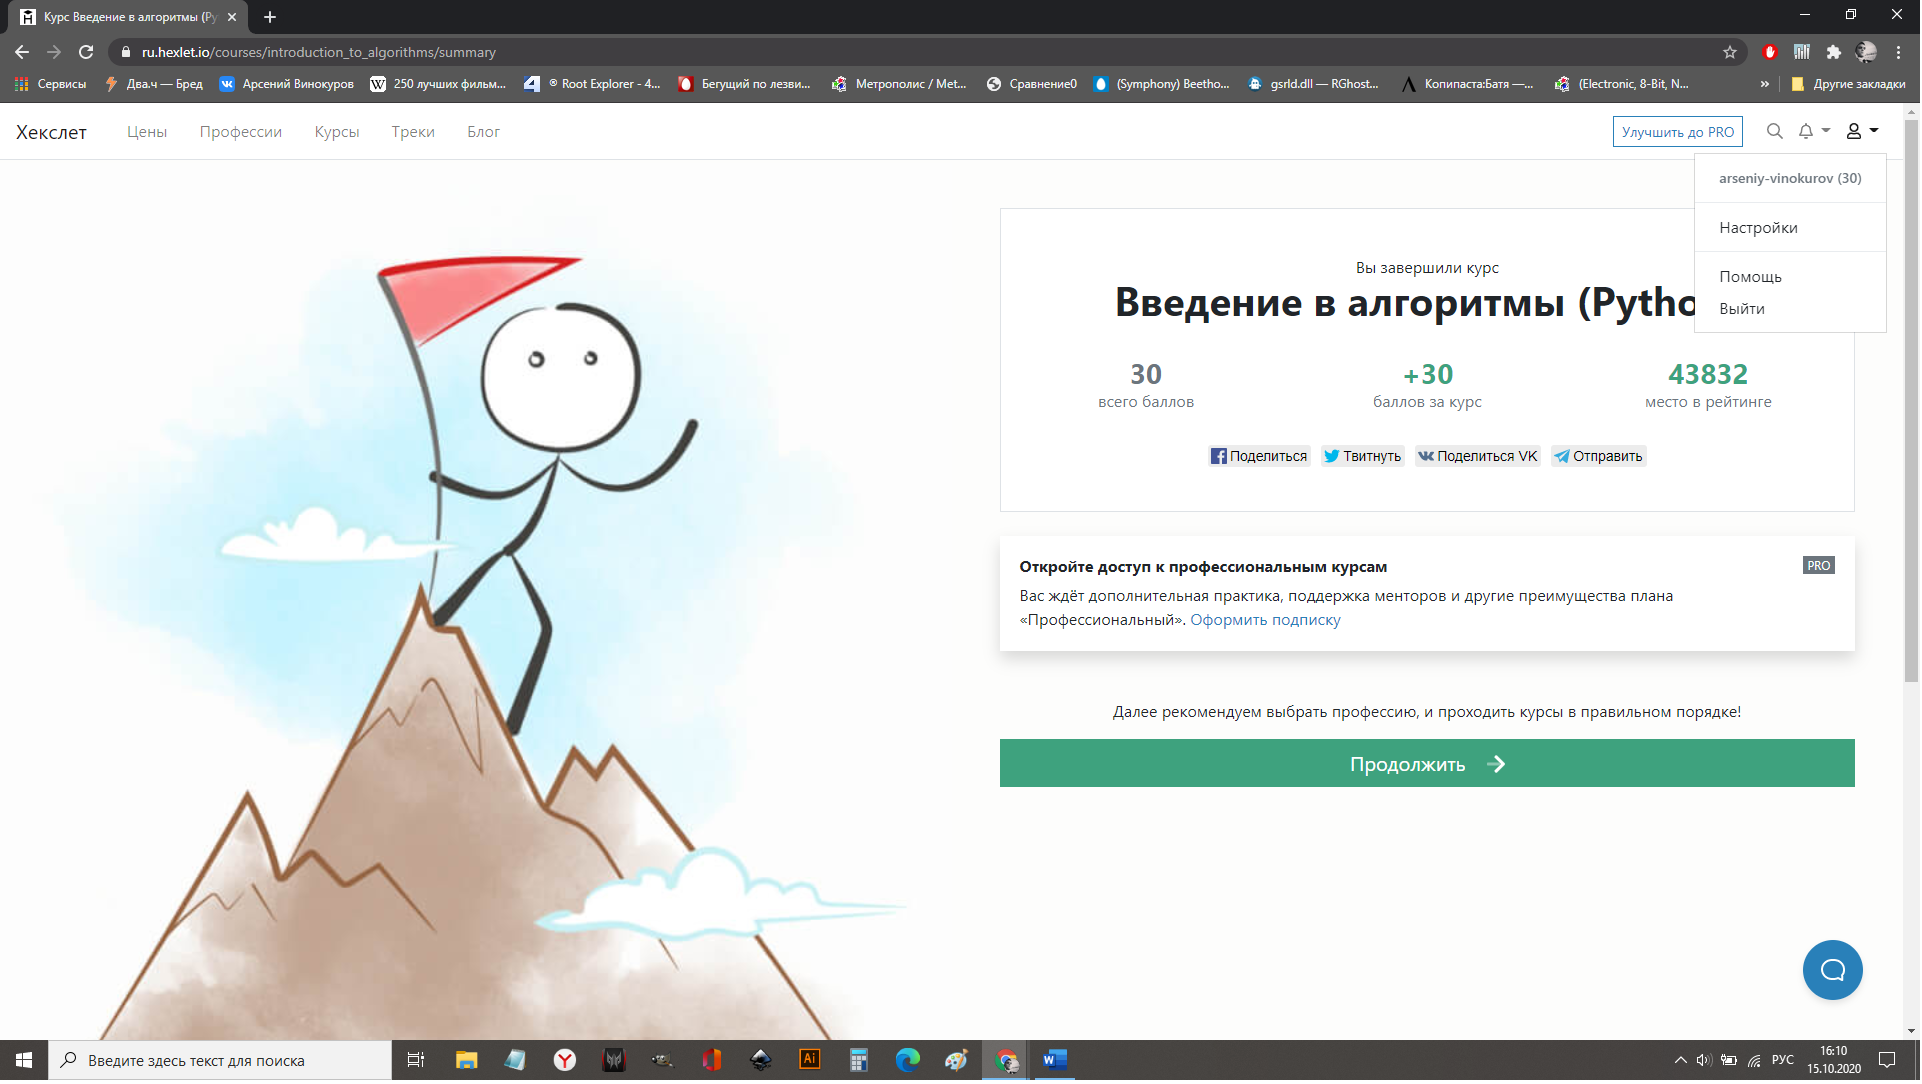 Курс Введение в алгоритмы (Py
ru.hexlet.io/courses/introduction_to_algorithms/summary
Сервисы
Два.ч — Бред
Арсений Винокуров
250 лучших фильм...
® Root Explorer - 4...
Бегущий по лезви...
Метрополис / Met...
Сравнение0
(Symphony) Beetho...
gsrld.dll — RGhost...
Копипаста:Батя —...
(Electronic, 8-Bit, N...
»
Другие закладки
Хекслет
Цены
Профессии
Курсы
Треки
Блог
Улучшить до PRO
arseniy-vinokurov (30)
Настройки
Помощь
Выйти
Вы завершили курс
Введение в алгоритмы (Pytho
30
всего баллов
+30
баллов за курс
43832
место в рейтинге
Поделиться
Твитнуть
Поделиться VK
Отправить
Откройте доступ к профессиональным курсам
PRO
Вас ждёт дополнительная практика, поддержка менторов и другие преимущества плана
«Профессиональный». Оформить подписку
Далее рекомендуем выбрать профессию, и проходить курсы в правильном порядке!
Продолжить
Введите здесь текст для поиска
РУС
16:10
15.10.2020